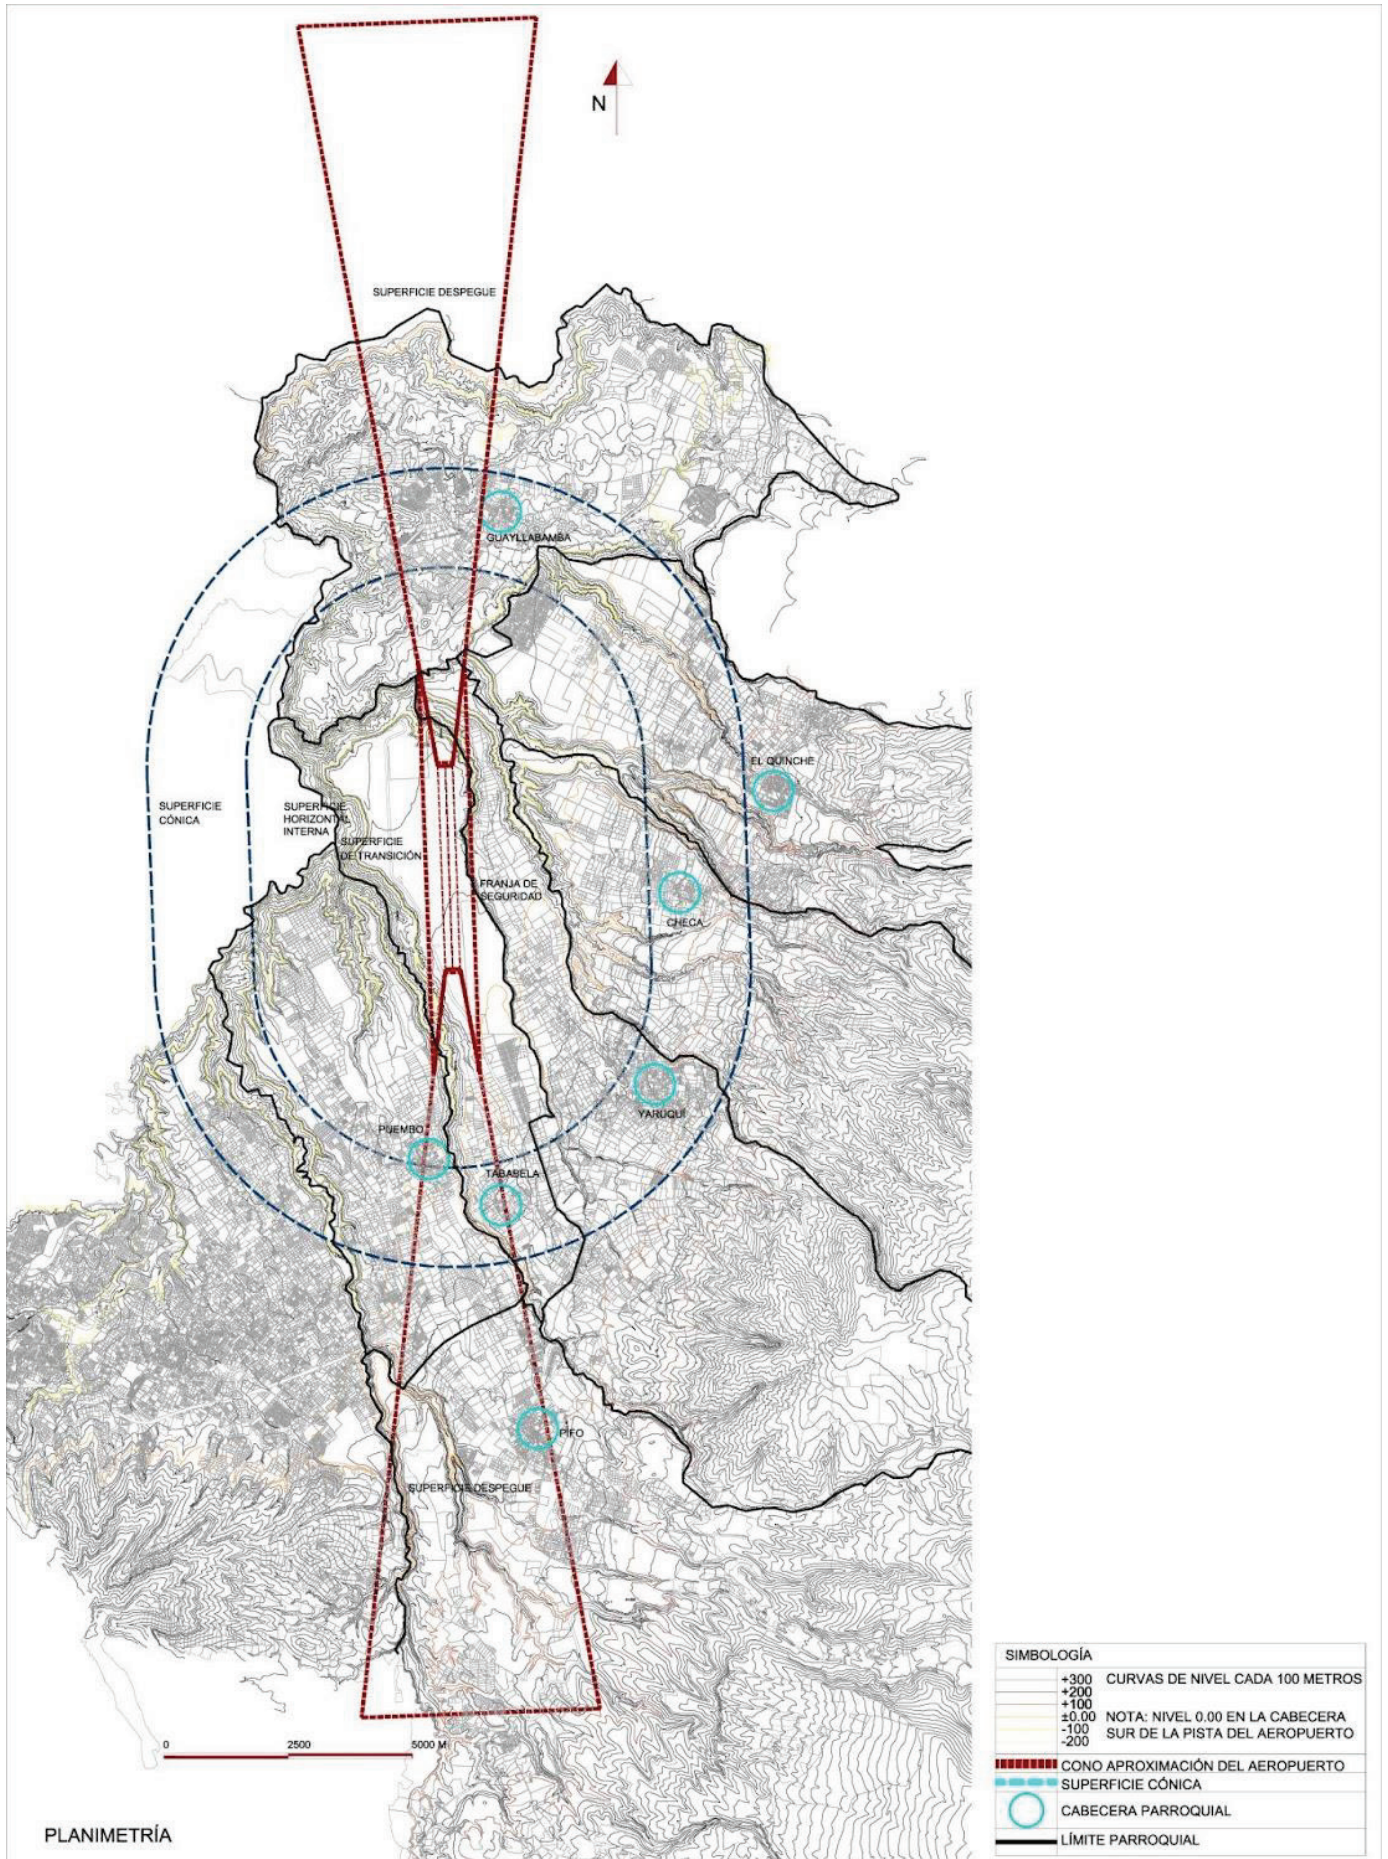 N
SUPERFICIE DESPEGUE
GUAYLLABAMBA
EL QUINCHE
SUPERFICIE
CÓNICA
SUPERFICIE
HORIZONTAL
INTERNA
SUPERFICIE
DE TRANSICIÓN
FRANJA DE
SEGURIDAD
CHECA
YARUQUÍ
PUEMBO
TABABELA
PIFO
SUPERFICIE DESPEGUE
0 2500 5000 M
PLANIMETRÍA
SIMBOLOGÍA
+300 CURVAS DE NIVEL CADA 100 METROS
+200
+100
±0.00 NOTA: NIVEL 0.00 EN LA CABECERA
-100 SUR DE LA PISTA DEL AEROPUERTO
-200
CONO APROXIMACIÓN DEL AEROPUERTO
SUPERFICIE CÓNICA
CABECERA PARROQUIAL
LÍMITE PARROQUIAL